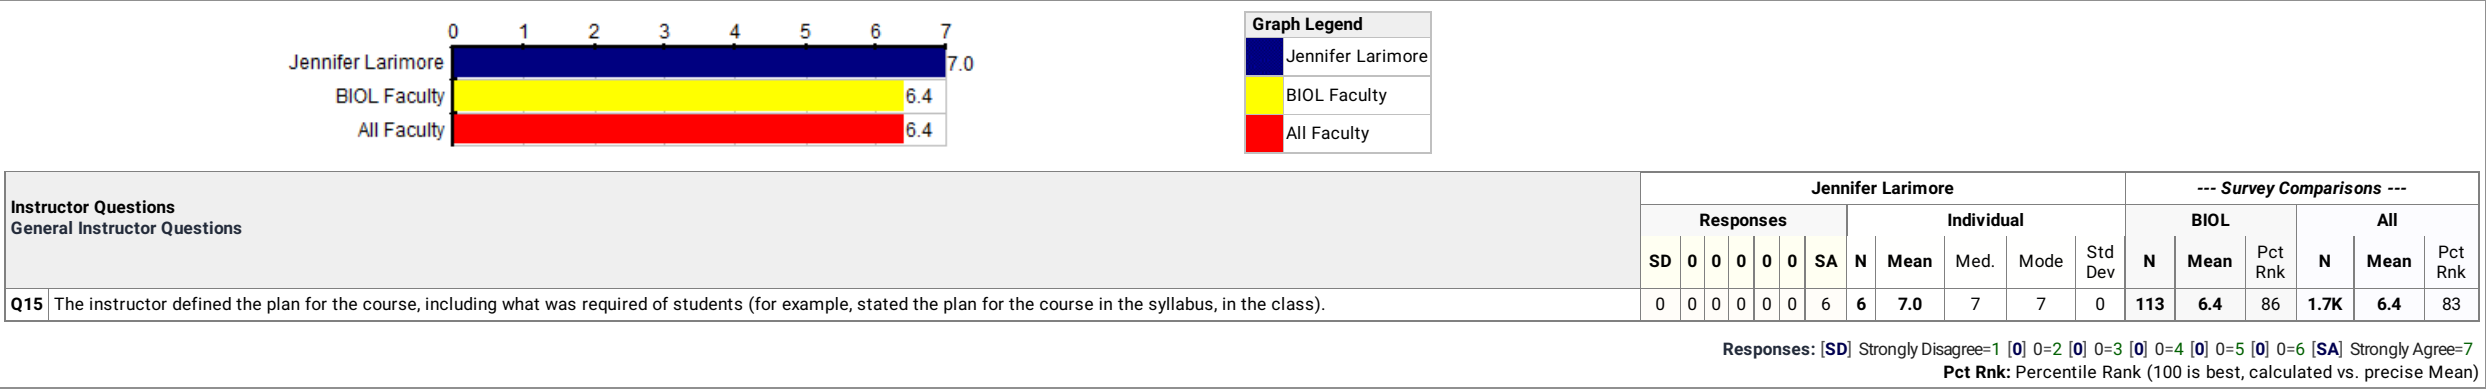 0 1 2 3 4 5 6 7
Jennifer Larimore 7.0
BIOL Faculty 6.4
All Faculty 6.4
Graph Legend
Jennifer Larimore
BIOL Faculty
All Faculty
Instructor Questions
General Instructor Questions
Jennifer Larimore --- Survey Comparisons ---
Responses Individual BIOL All
SD 0 0 0 0 0 SA N Mean Med. Mode Std Dev N Mean Pct Rnk N Mean Pct Rnk
Q15 The instructor defined the plan for the course, including what was required of students (for example, stated the plan for the course in the syllabus, in the class). 0 0 0 0 0 0 6 6 7.0 7 7 0 113 6.4 86 1.7K 6.4 83
Responses: [SD] Strongly Disagree=1 [0] 0=2 [0] 0=3 [0] 0=4 [0] 0=5 [0] 0=6 [SA] Strongly Agree=7
Pct Rnk: Percentile Rank (100 is best, calculated vs. precise Mean)